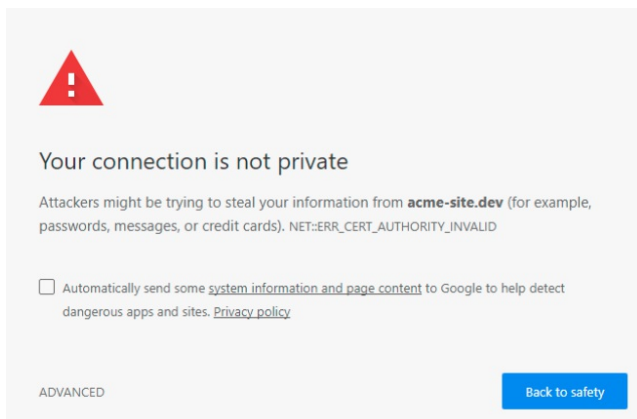 Your connection is not private
Attackers might be trying to steal your information from acme-site.dev (for example,
passwords, messages, or credit cards). NET::ERR_CERT_AUTHORITY_INVALID
Automatically send some system information and page content to Google to help detect
dangerous apps and sites. Privacy policy
ADVANCED
Back to safety